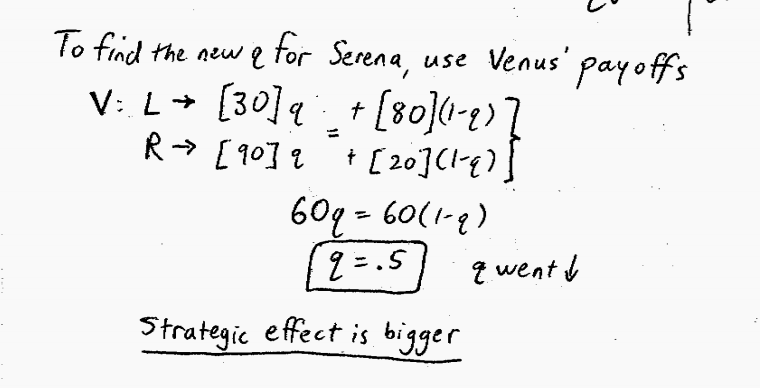 To find the new q for Serena, use Venus' payoffs
V: L → [30]q + [80](1-q)
=
R → [90] q + [20](1-q)
60q = 60(1-q)
q = .5 q went ↓
Strategic effect is bigger